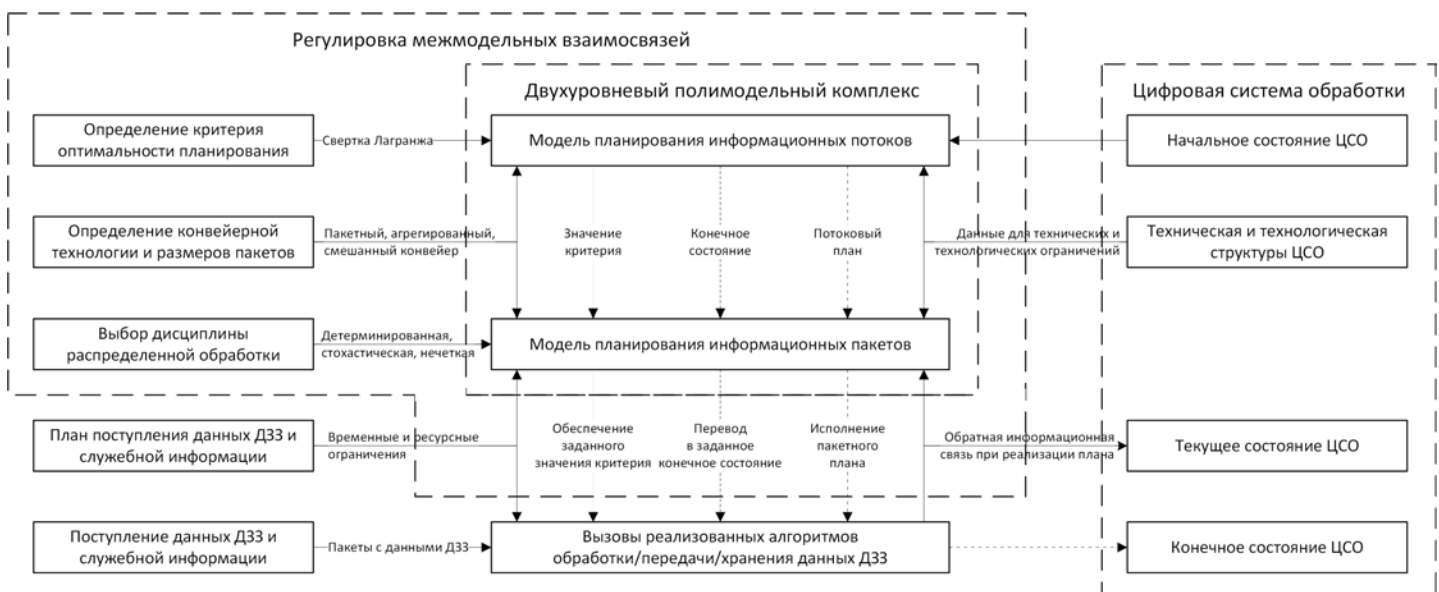 Регулировка межмодельных взаимосвязей
Двухуровневый полимодельный комплекс
Цифровая система обработки
Определение критерия
оптимальности планирования
Свертка Лагранжа
Модель планирования информационных потоков
Начальное состояние ЦСО
Определение конвейерной
технологии и размеров пакетов
Пакетный, агрегированный,
смешанный конвейер
Значение
критерия
Конечное
состояние
Потоковый
план
Данные для технических и
технологических ограничений
Техническая и технологическая
структуры ЦСО
Выбор дисциплины
распределенной обработки
Детерминированная,
стохастическая, нечеткая
Модель планирования информационных пакетов
План поступления данных ДЗЗ и
служебной информации
Временные и ресурсные
ограничения
Обеспечение
заданного
значения критерия
Перевод
в заданное
конечное состояние
Исполнение
пакетного
плана
Обратная информационная
связь при реализации плана
Текущее состояние ЦСО
Поступление данных ДЗЗ и
служебной информации
Пакеты с данными ДЗЗ
Вызовы реализованных алгоритмов
обработки/передачи/хранения данных ДЗЗ
Конечное состояние ЦСО